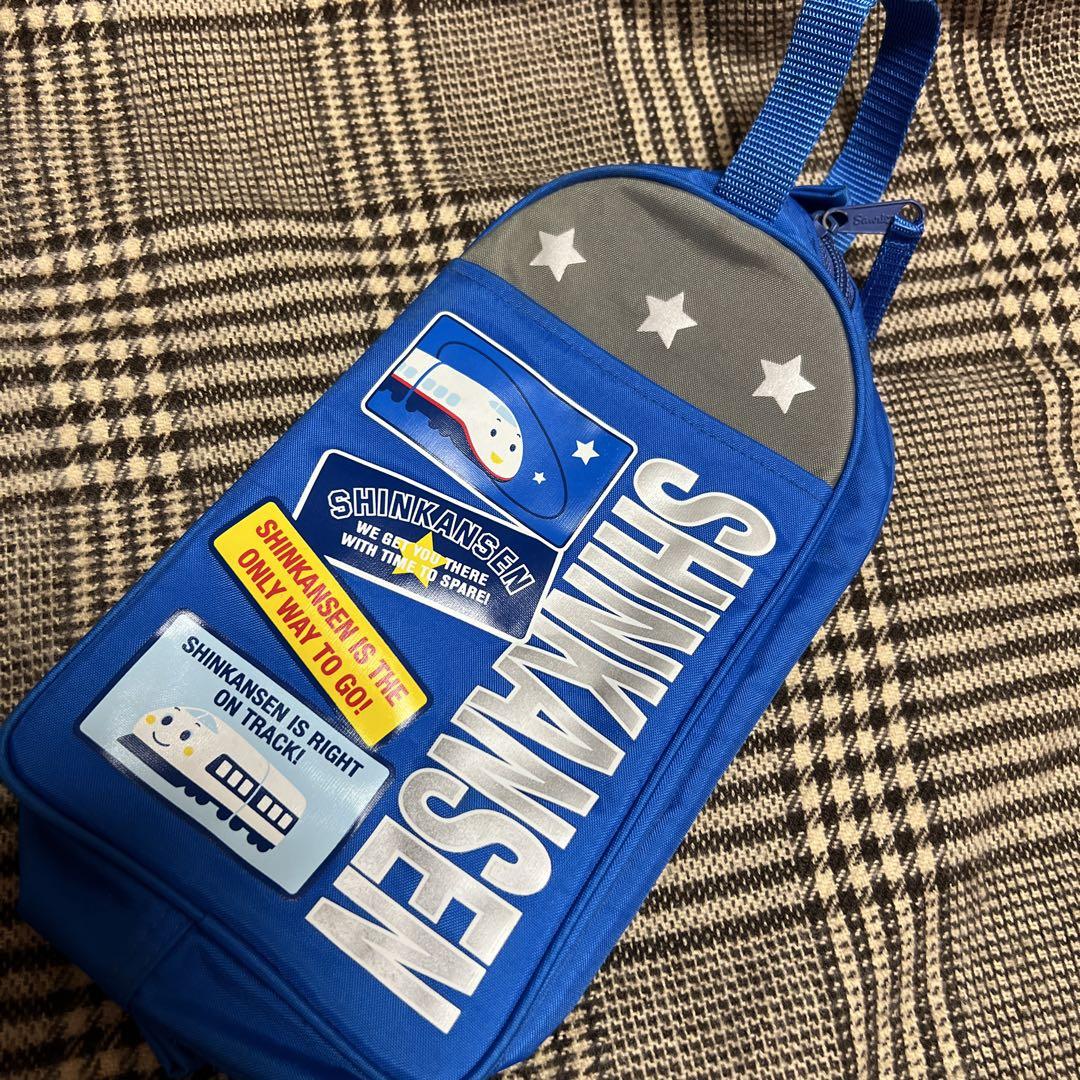 Sanrio
SHINKANSEN
WE GET YOU THERE
WITH TIME TO SPARE!
SHINKANSEN IS THE
ONLY WAY TO GO!
SHINKANSEN IS RIGHT
ON TRACK!
SHINKANSEN